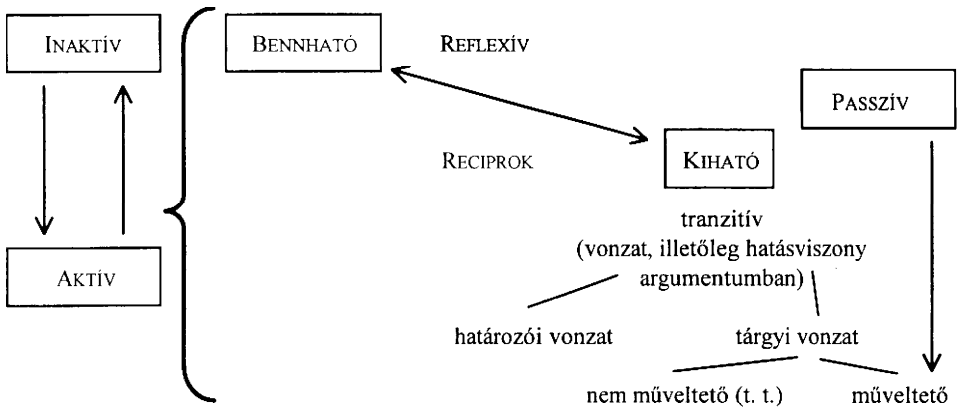 INAKTÍV
BENNHATÓ
REFLEXÍV
PASSZÍV
RECIPROK
KIHATÓ
tranzitív
(vonzat, illetőleg hatásviszony
argumentumban)
AKTÍV
határozói vonzat
tárgyi vonzat
nem műveltető (t. t.)
műveltető